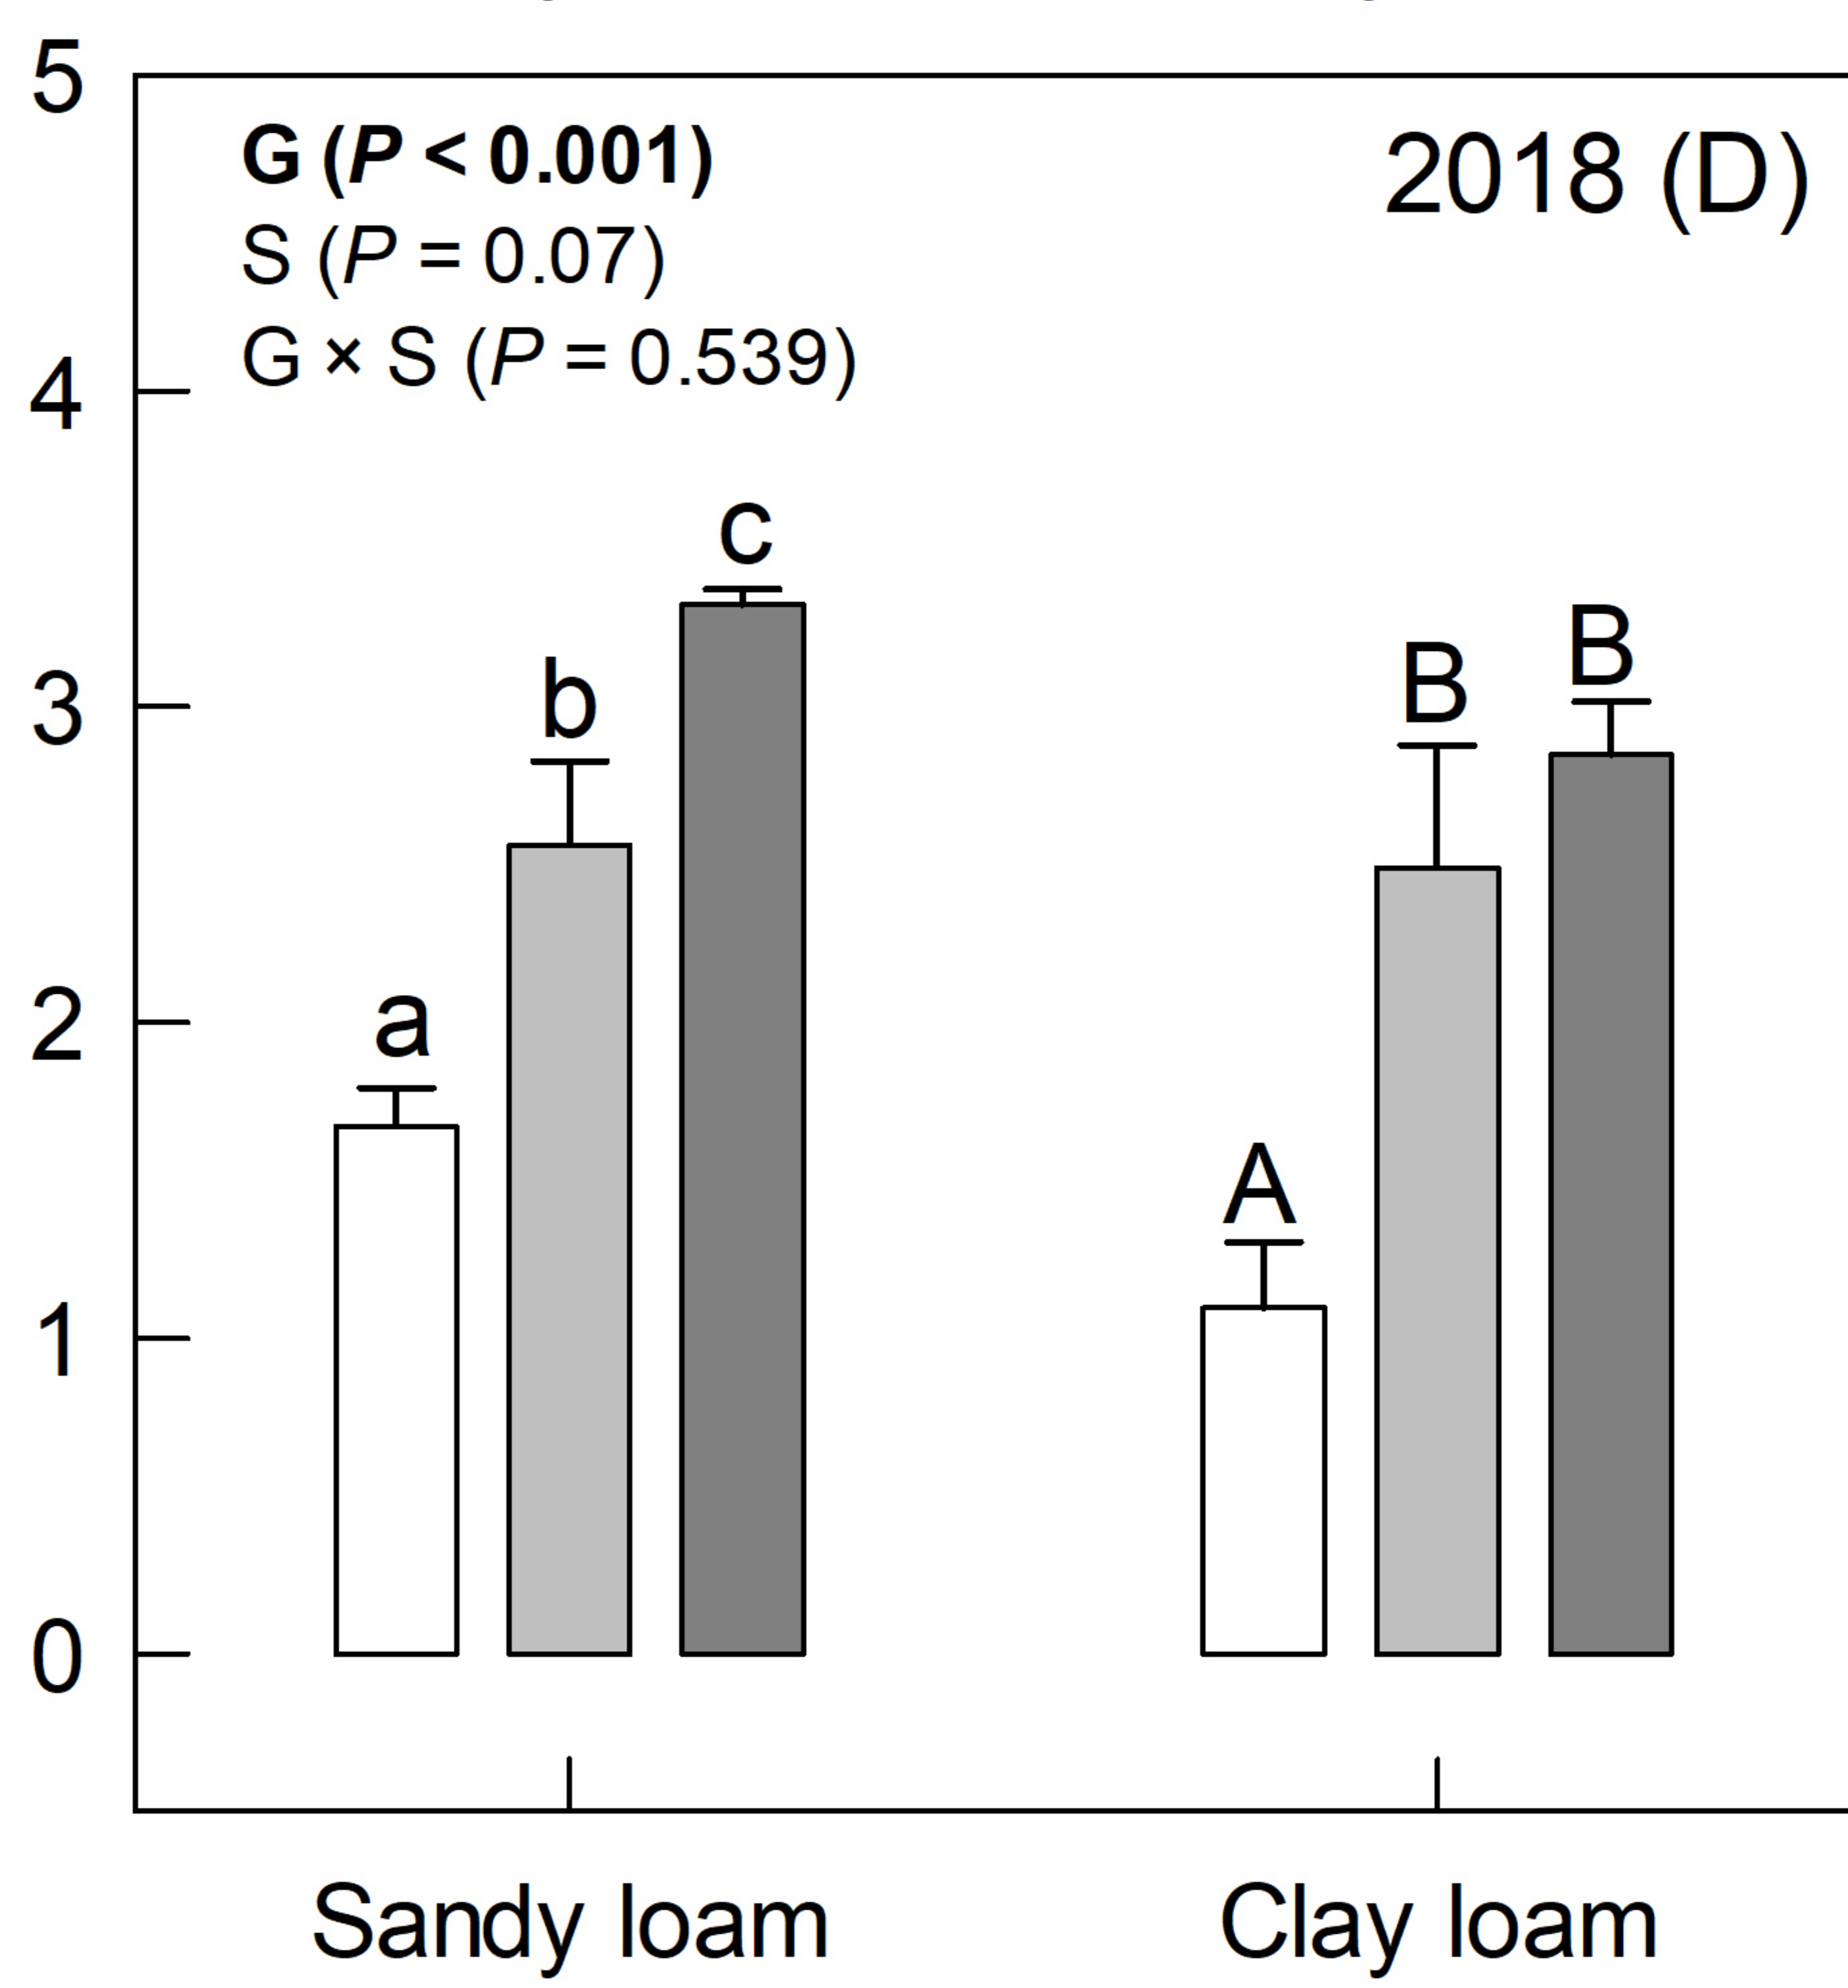 5
G (P < 0.001)
2018 (D)
S (P = 0.07)
G × S (P = 0.539)
4
c
B
B
3
b
2
a
A
1
0
Sandy loam
Clay loam